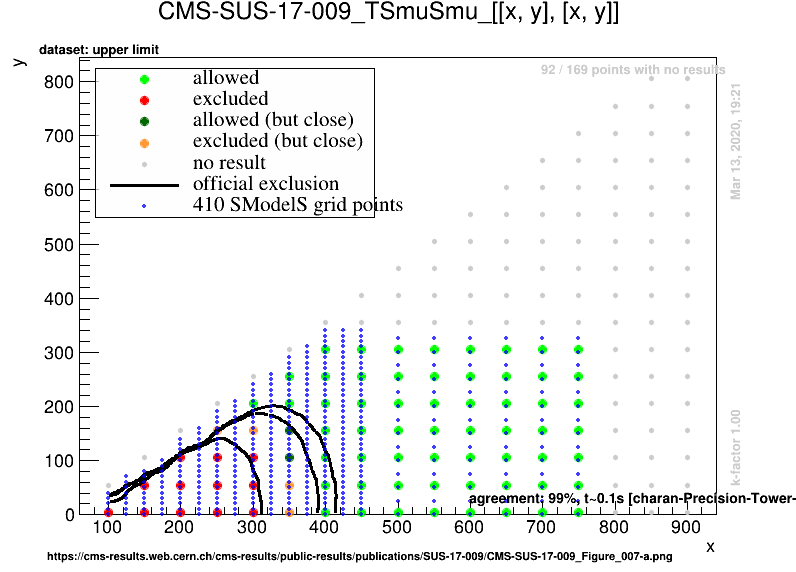 CMS-SUS-17-009_TSmuSmu_[[x, y], [x, y]]
dataset: upper limit
y
92 / 169 points with no results
allowed
excluded
allowed (but close)
excluded (but close)
no result
official exclusion
410 SModelS grid points
Mar 13, 2020, 19:21
k-factor 1.00
800
700
600
500
400
300
200
100
0
agreement: 99%, t~0.1s [charan-Precision-Tower-
100 200 300 400 500 600 700 800 900
x
https://cms-results.web.cern.ch/cms-results/public-results/publications/SUS-17-009/CMS-SUS-17-009_Figure_007-a.png